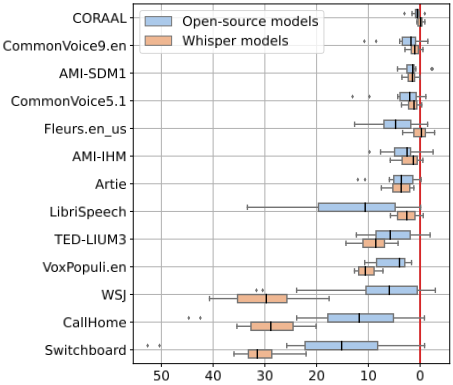 CORAAL
Open-source models
CommonVoice9.en
Whisper models
AMI-SDM1
CommonVoice5.1
Fleurs.en_us
AMI-IHM
Artie
LibriSpeech
TED-LIUM3
VoxPopuli.en
WSJ
CallHome
Switchboard
50 40 30 20 10 0